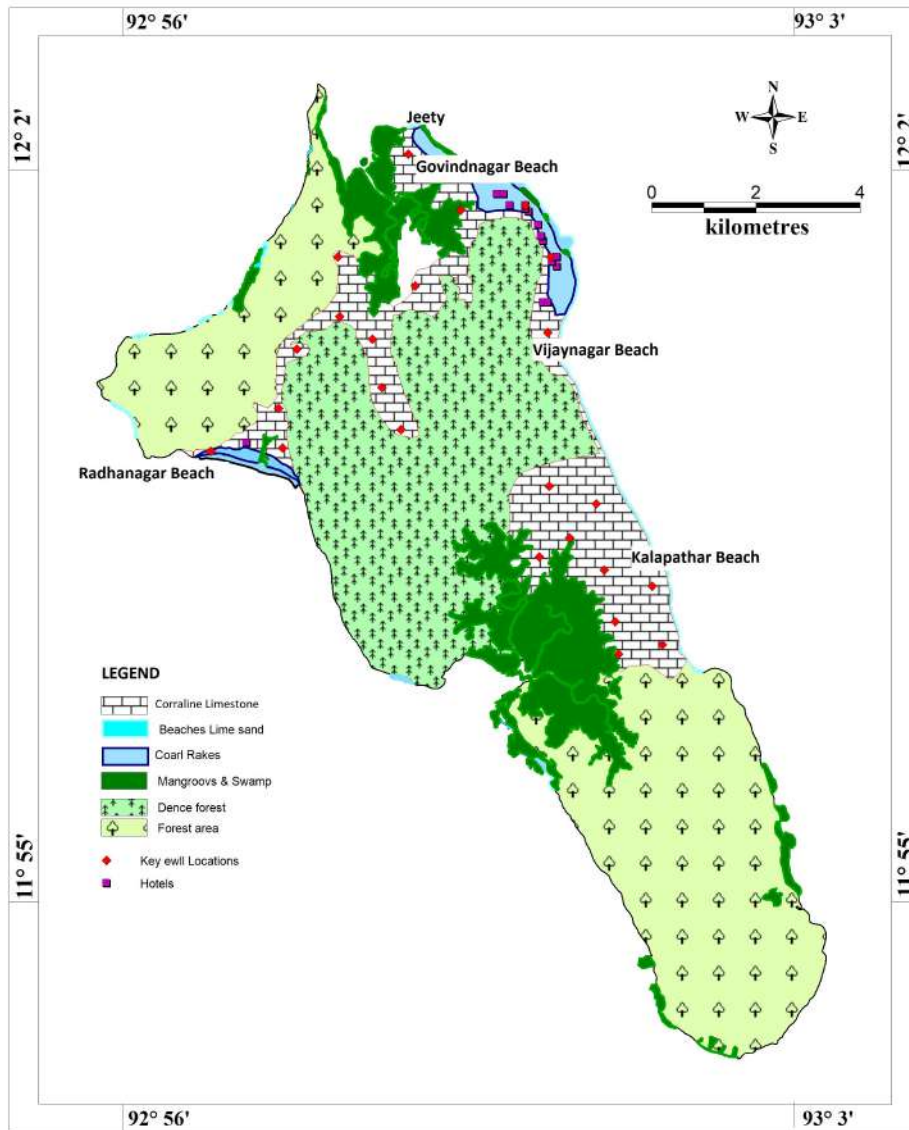 92° 56'
93° 3'
12° 2'
12° 2'
N
W E
S
Jeety
Govindnagar Beach
0 2 4
kilometres
Vijaynagar Beach
Radhanagar Beach
Kalapathar Beach
LEGEND
Corraline Limestone
Beaches Lime sand
Coarl Rakes
Mangroovs & Swamp
Dence forest
Forest area
Key ewll Locations
Hotels
11° 55'
11° 55'
92° 56'
93° 3'